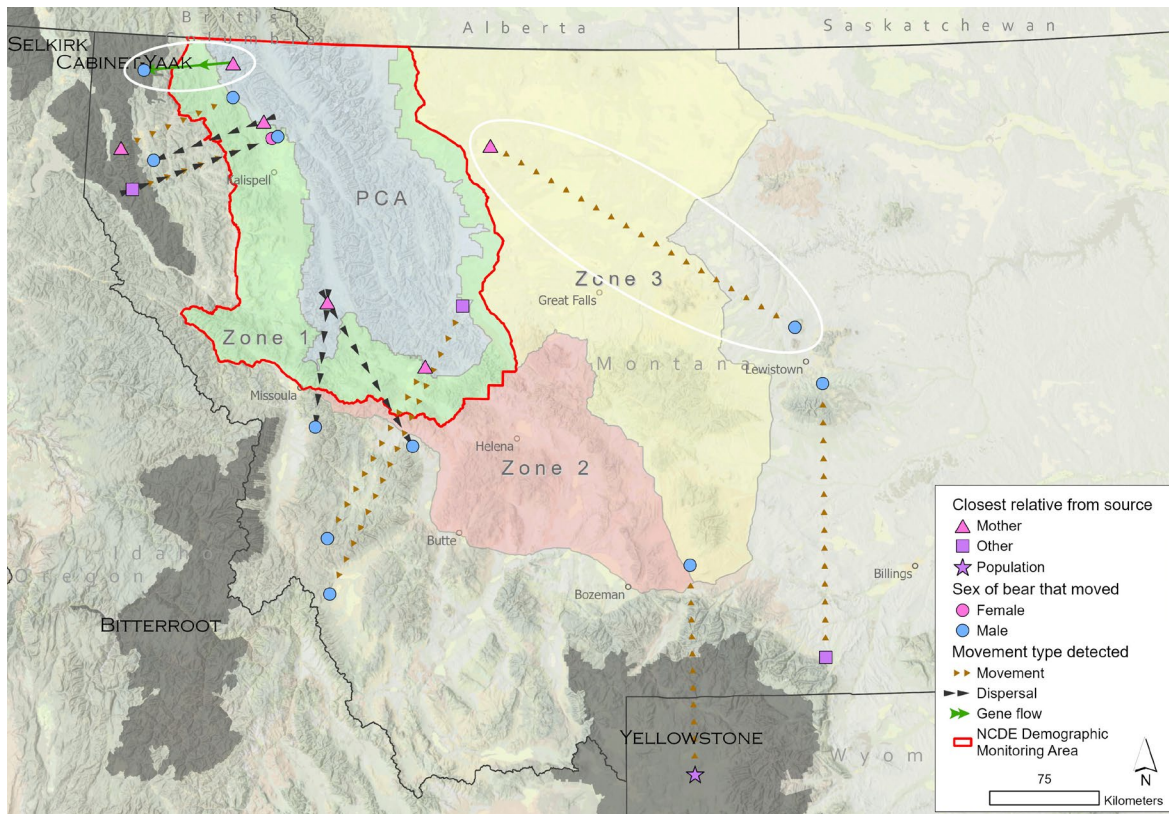 British
Columbia
Alberta
Saskatchewan
SELKIRK
CABINET-YAAK
Kalispell
PCA
Zone 3
Great Falls
Zone 1
Montana
Lewistown
Missoula
Helena
Zone 2
Butte
Idaho
Oregon
Bozeman
Billings
BITTERROOT
YELLOWSTONE
Wyom
Closest relative from source
Mother
Other
Population
Sex of bear that moved
Female
Male
Movement type detected
Movement
Dispersal
Gene flow
NCDE Demographic
Monitoring Area
N
75
Kilometers